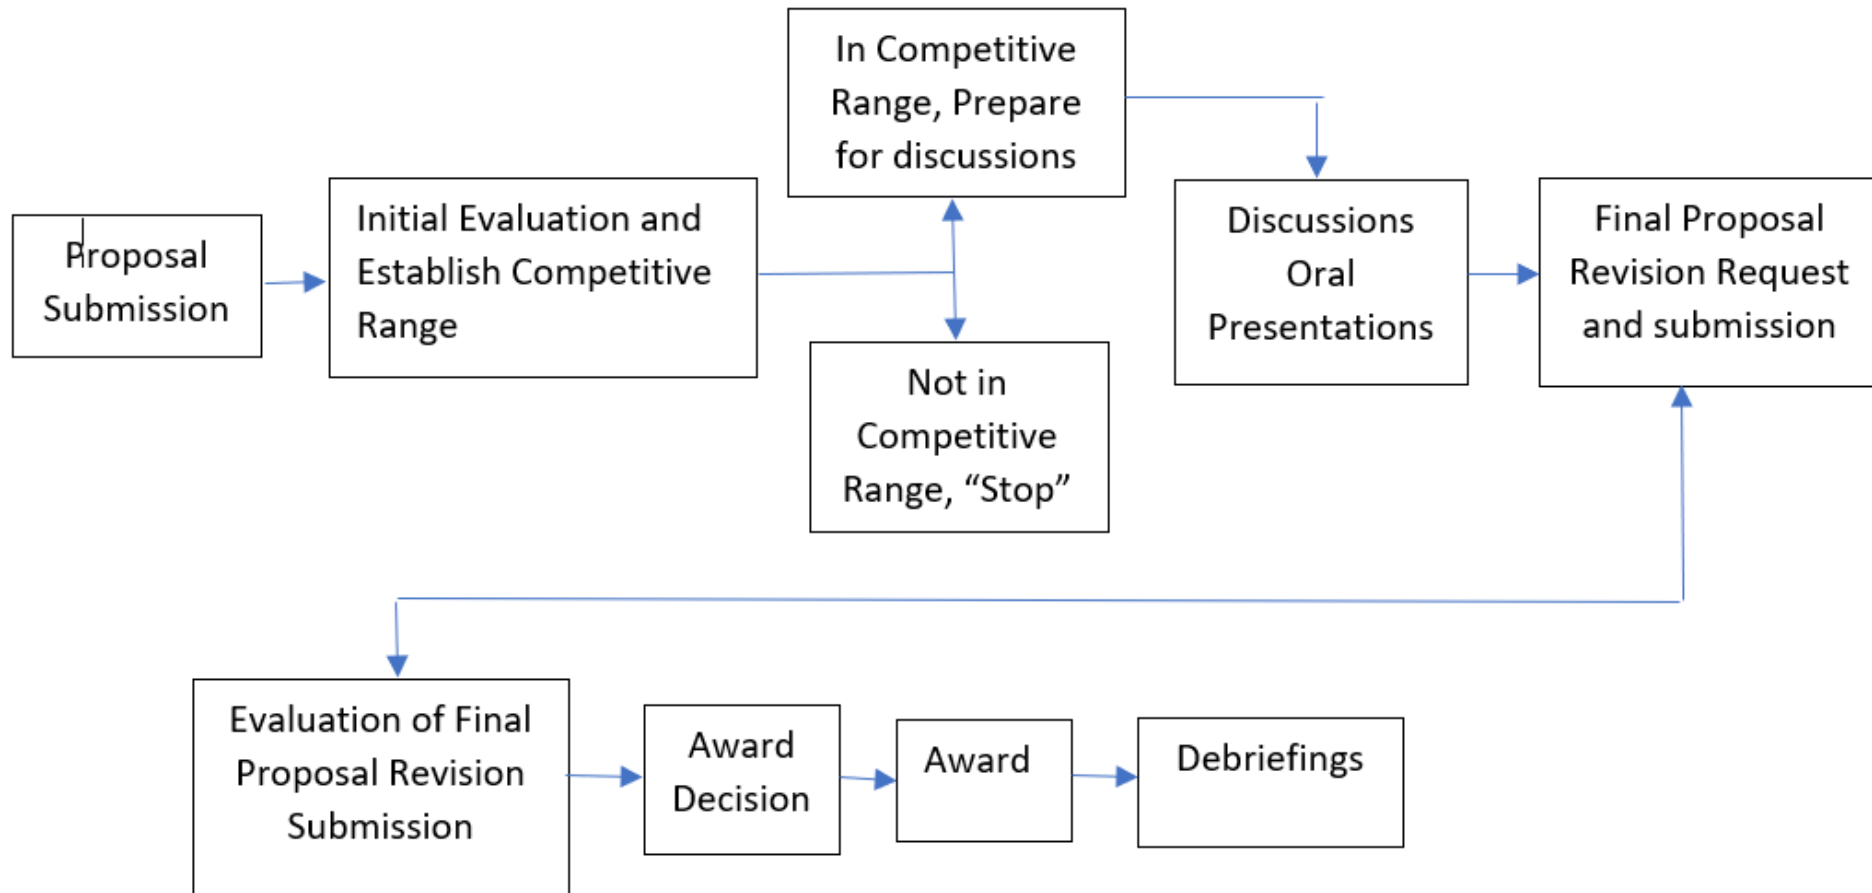 Proposal
Submission
Initial Evaluation and
Establish Competitive
Range
In Competitive
Range, Prepare
for discussions
Not in
Competitive
Range, “Stop”
Discussions
Oral
Presentations
Final Proposal
Revision Request
and submission
Evaluation of Final
Proposal Revision
Submission
Award
Decision
Award
Debriefings